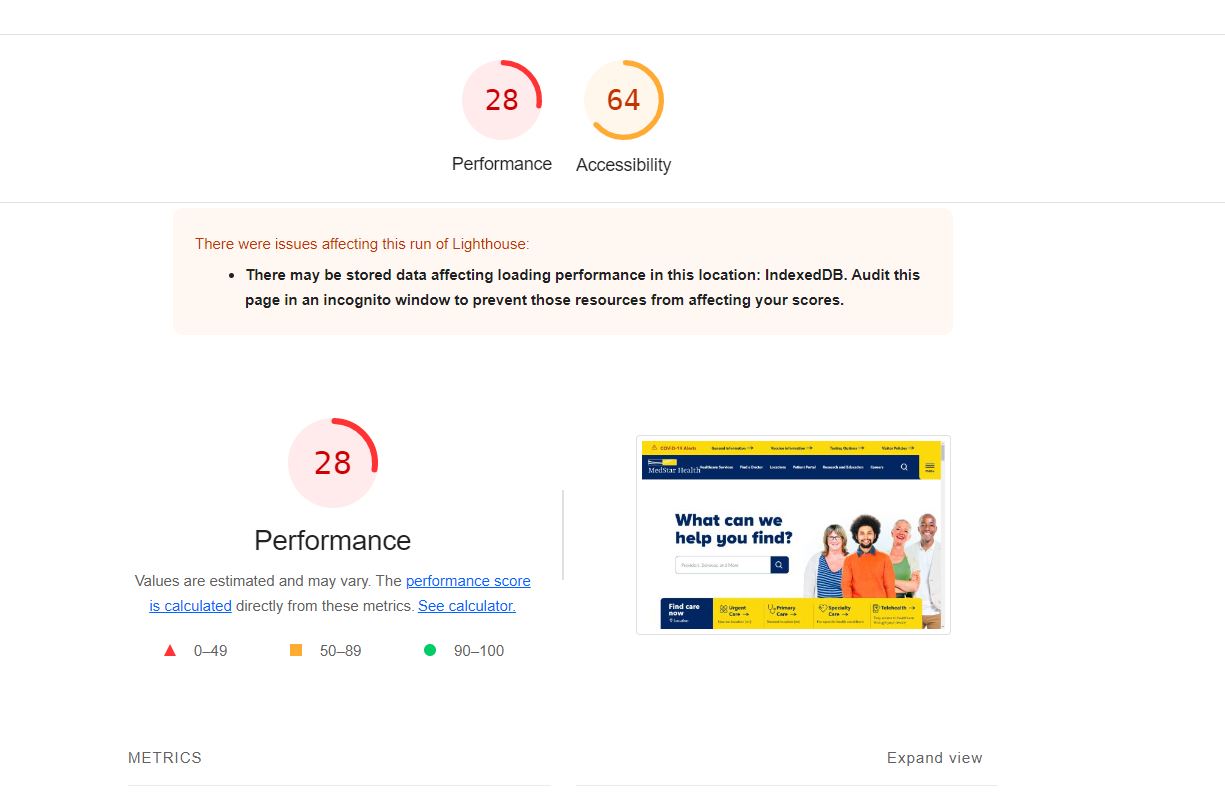 28
64
Performance
Accessibility
There were issues affecting this run of Lighthouse:
There may be stored data affecting loading performance in this location: IndexedDB. Audit this
page in an incognito window to prevent those resources from affecting your scores.
28
Performance
Values are estimated and may vary. The performance score
is calculated directly from these metrics. See calculator.
0–49
50–89
90–100
COVID-19 Alerts General Information Vaccine Information Testing Options Visitor Policies
MedStar Health Healthcare Services Find a Doctor Locations Patient Portal Research and Education Careers
What can we
help you find?
Providers, Services and More
Find care
now
Location
Urgent
Care
Primary
Care
Specialty
Care
For specific health conditions
Telehealth
METRICS
Expand view